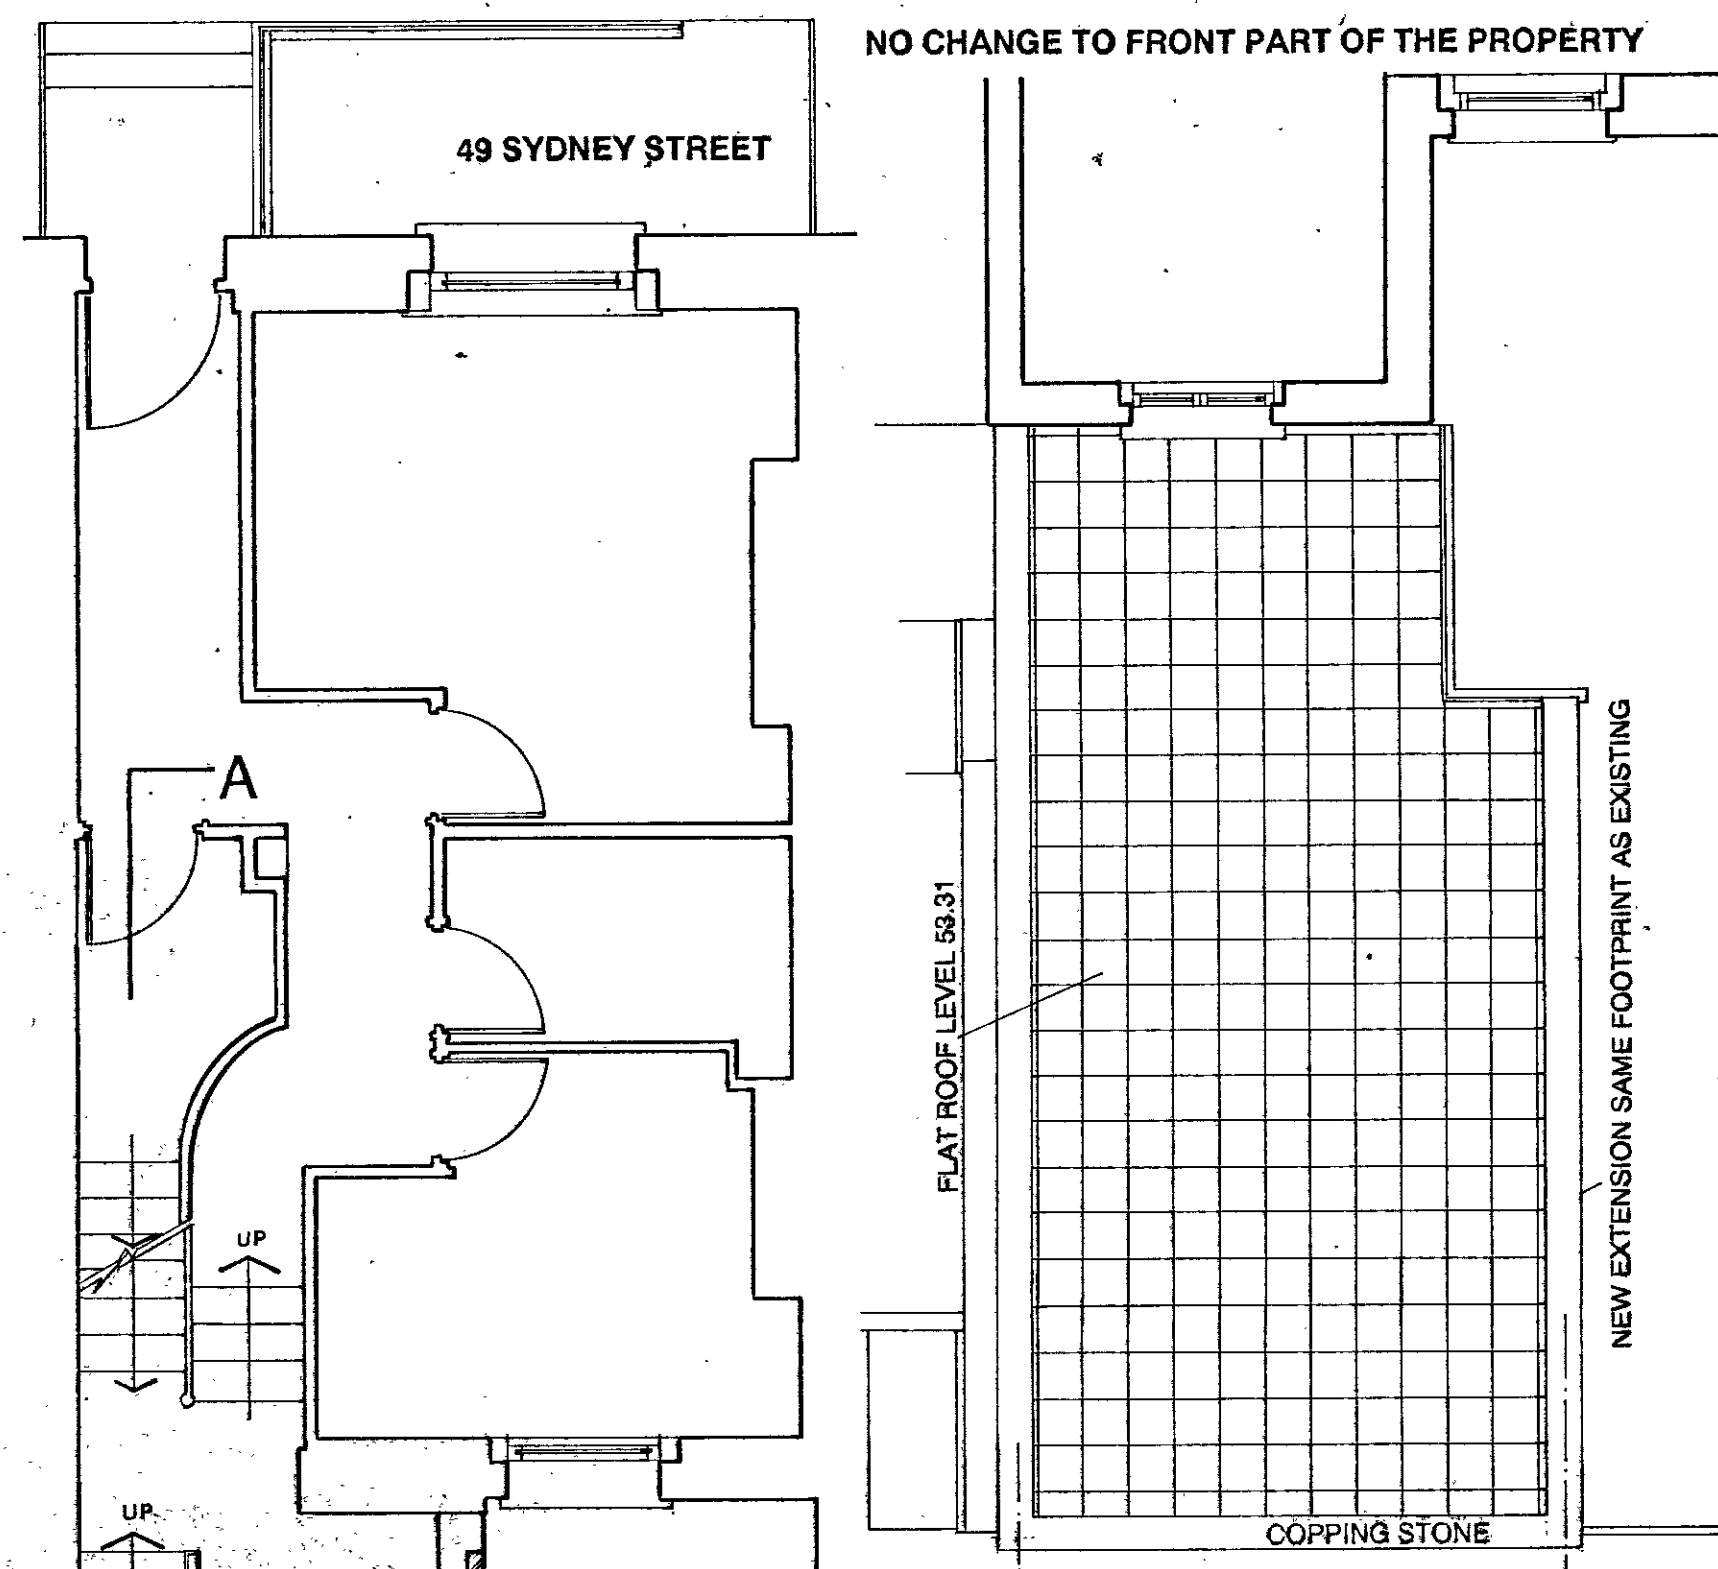 NO CHANGE TO FRONT PART OF THE PROPERTY
49 SYDNEY STREET
A
UP
UP
FLAT ROOF LEVEL 53.31
NEW EXTENSION SAME FOOTPRINT AS EXISTING
COPPING STONE